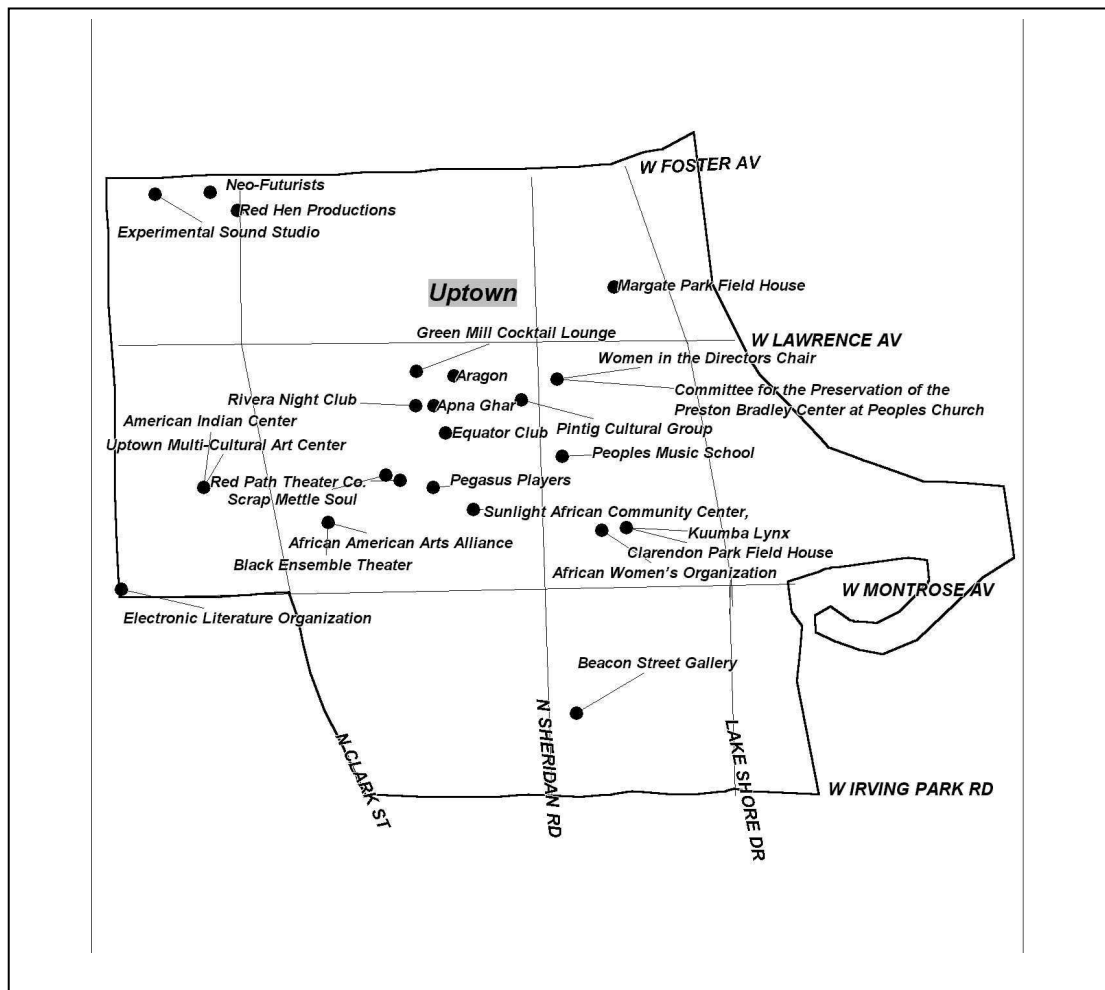 W FOSTER AV
Neo-Futurists
Red Hen Productions
Experimental Sound Studio
Margate Park Field House
Uptown
Green Mill Cocktail Lounge
W LAWRENCE AV
Women in the Directors Chair
Aragon
Committee for the Preservation of the
Preston Bradley Center at Peoples Church
Rivera Night Club
Apna Ghar
American Indian Center
Pintig Cultural Group
Equator Club
Uptown Multi-Cultural Art Center
Peoples Music School
Red Path Theater Co.
Pegasus Players
Scrap Mettle Soul
Sunlight African Community Center,
Kuumba Lynx
African American Arts Alliance
Clarendon Park Field House
Black Ensemble Theater
African Women's Organization
W MONTROSE AV
Electronic Literature Organization
Beacon Street Gallery
N CLARK ST
N SHERIDAN RD
LAKE SHORE DR
W IRVING PARK RD